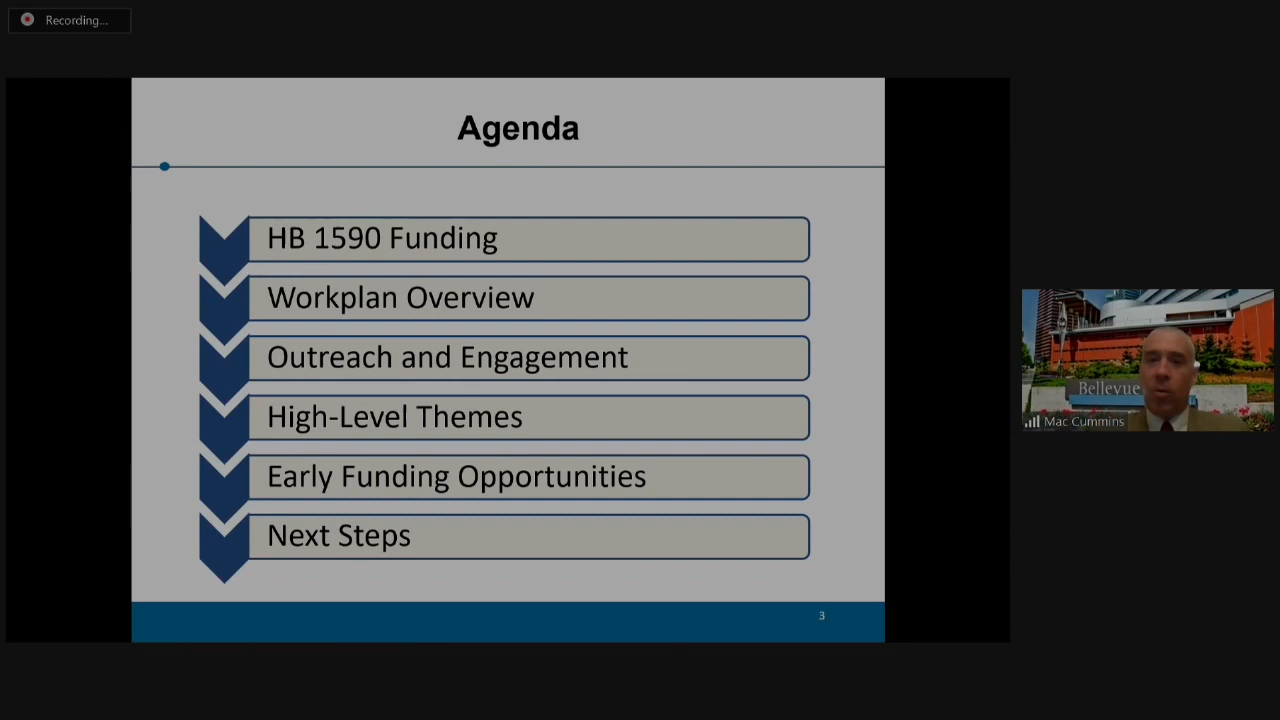 Recording...
Agenda
HB 1590 Funding
Workplan Overview
Outreach and Engagement
High-Level Themes
Early Funding Opportunities
Next Steps
3
Bellevue
Mac Cummins